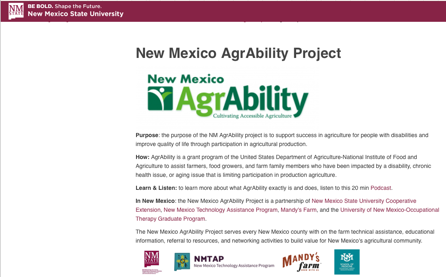 NM
STATE
BE BOLD. Shape the Future.
New Mexico State University
New Mexico AgrAbility Project
New Mexico
AgrAbility
Cultivating Accessible Agriculture
Purpose: the purpose of the NM AgrAbility project is to support success in agriculture for people with disabilities and
improve quality of life through participation in agricultural production.
How: AgrAbility is a grant program of the United States Department of Agriculture-National Institute of Food and
Agriculture to assist farmers, food growers, and farm family members who have been impacted by a disability, chronic
health issue, or aging issue that is limiting participation in production agriculture.
Learn & Listen: to learn more about what AgrAbility exactly is and does, listen to this 20 min Podcast.
In New Mexico: the New Mexico AgrAbility Project is a partnership of New Mexico State University Cooperative
Extension, New Mexico Technology Assistance Program, Mandy's Farm, and the University of New Mexico-Occupational
Therapy Graduate Program.
The New Mexico AgrAbility Project serves every New Mexico county with on the farm technical assistance, educational
information, referral to resources, and networking activities to build value for New Mexico's agricultural community.
NM
STATE
NMTAP
New Mexico Technology Assistance Program
MANDY'S
farm